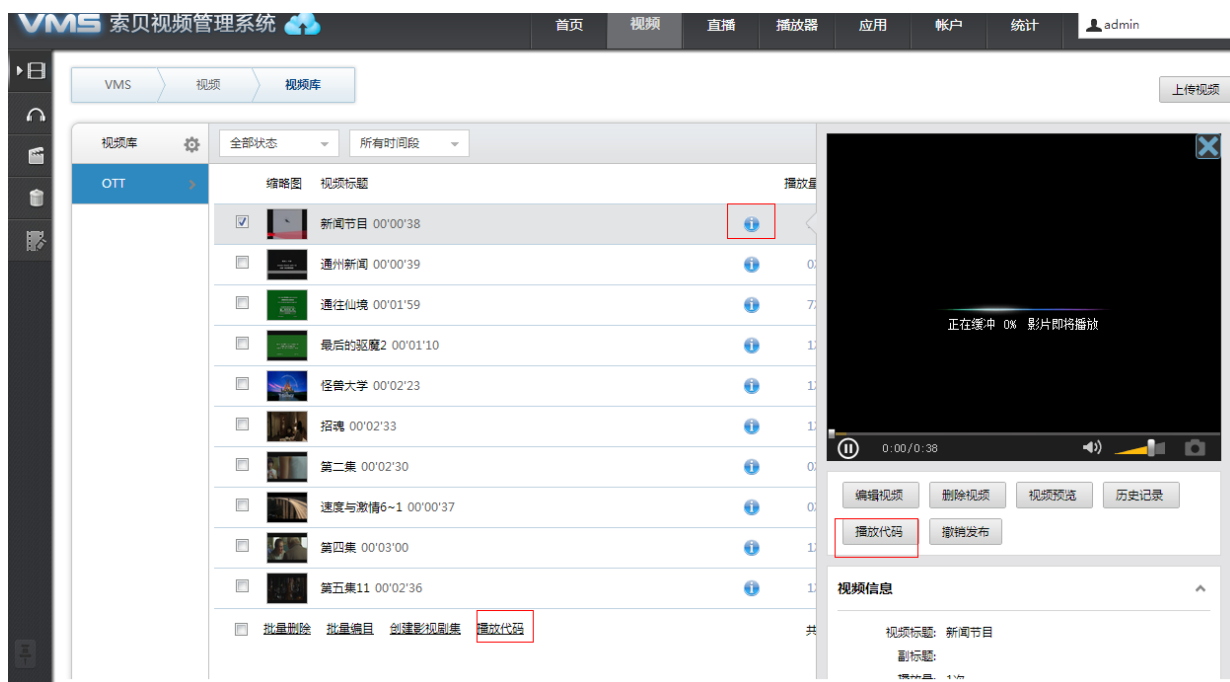 VMS 索贝视频管理系统 首页 视频 直播 播放器 应用 帐户 统计 admin
VMS 视频 视频库 上传视频
视频库 全部状态 所有时间段
OTT 缩略图 视频标题 播放量
新闻节目 00'00'38
通州新闻 00'00'39
通往仙境 00'01'59
最后的驱魔2 00'01'10
怪兽大学 00'02'23
招魂 00'02'33
第二集 00'02'30
速度与激情6~1 00'00'37
第四集 00'03'00
第五集11 00'02'36
批量删除 批量编目 创建影视剧集 播放代码 共
正在缓冲 0% 影片即将播放
0:00/0:38
编辑视频 删除视频 视频预览 历史记录
播放代码 撤销发布
视频信息
视频标题: 新闻节目
副标题:
播放量: 1次